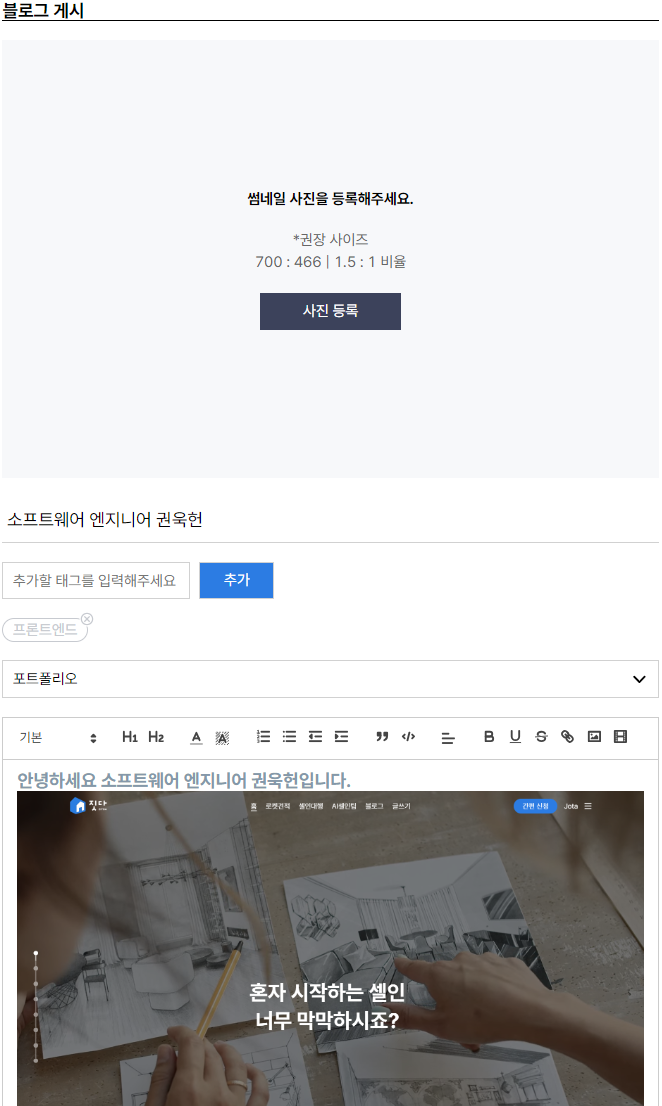 블로그 게시
썸네일 사진을 등록해주세요.
*권장 사이즈
700 : 466 | 1.5 : 1 비율
사진 등록
소프트웨어 엔지니어 권욱헌
추가할 태그를 입력해주세요 추가
프론트엔드
포트폴리오
기본 H1 H2 A A B U S
안녕하세요 소프트웨어 엔지니어 권욱헌입니다.
짓다 홈 로켓견적 셀인대행 AI셀인팁 블로그 글쓰기 간편 신청 Jota
혼자 시작하는 셀인
너무 막막하시죠?